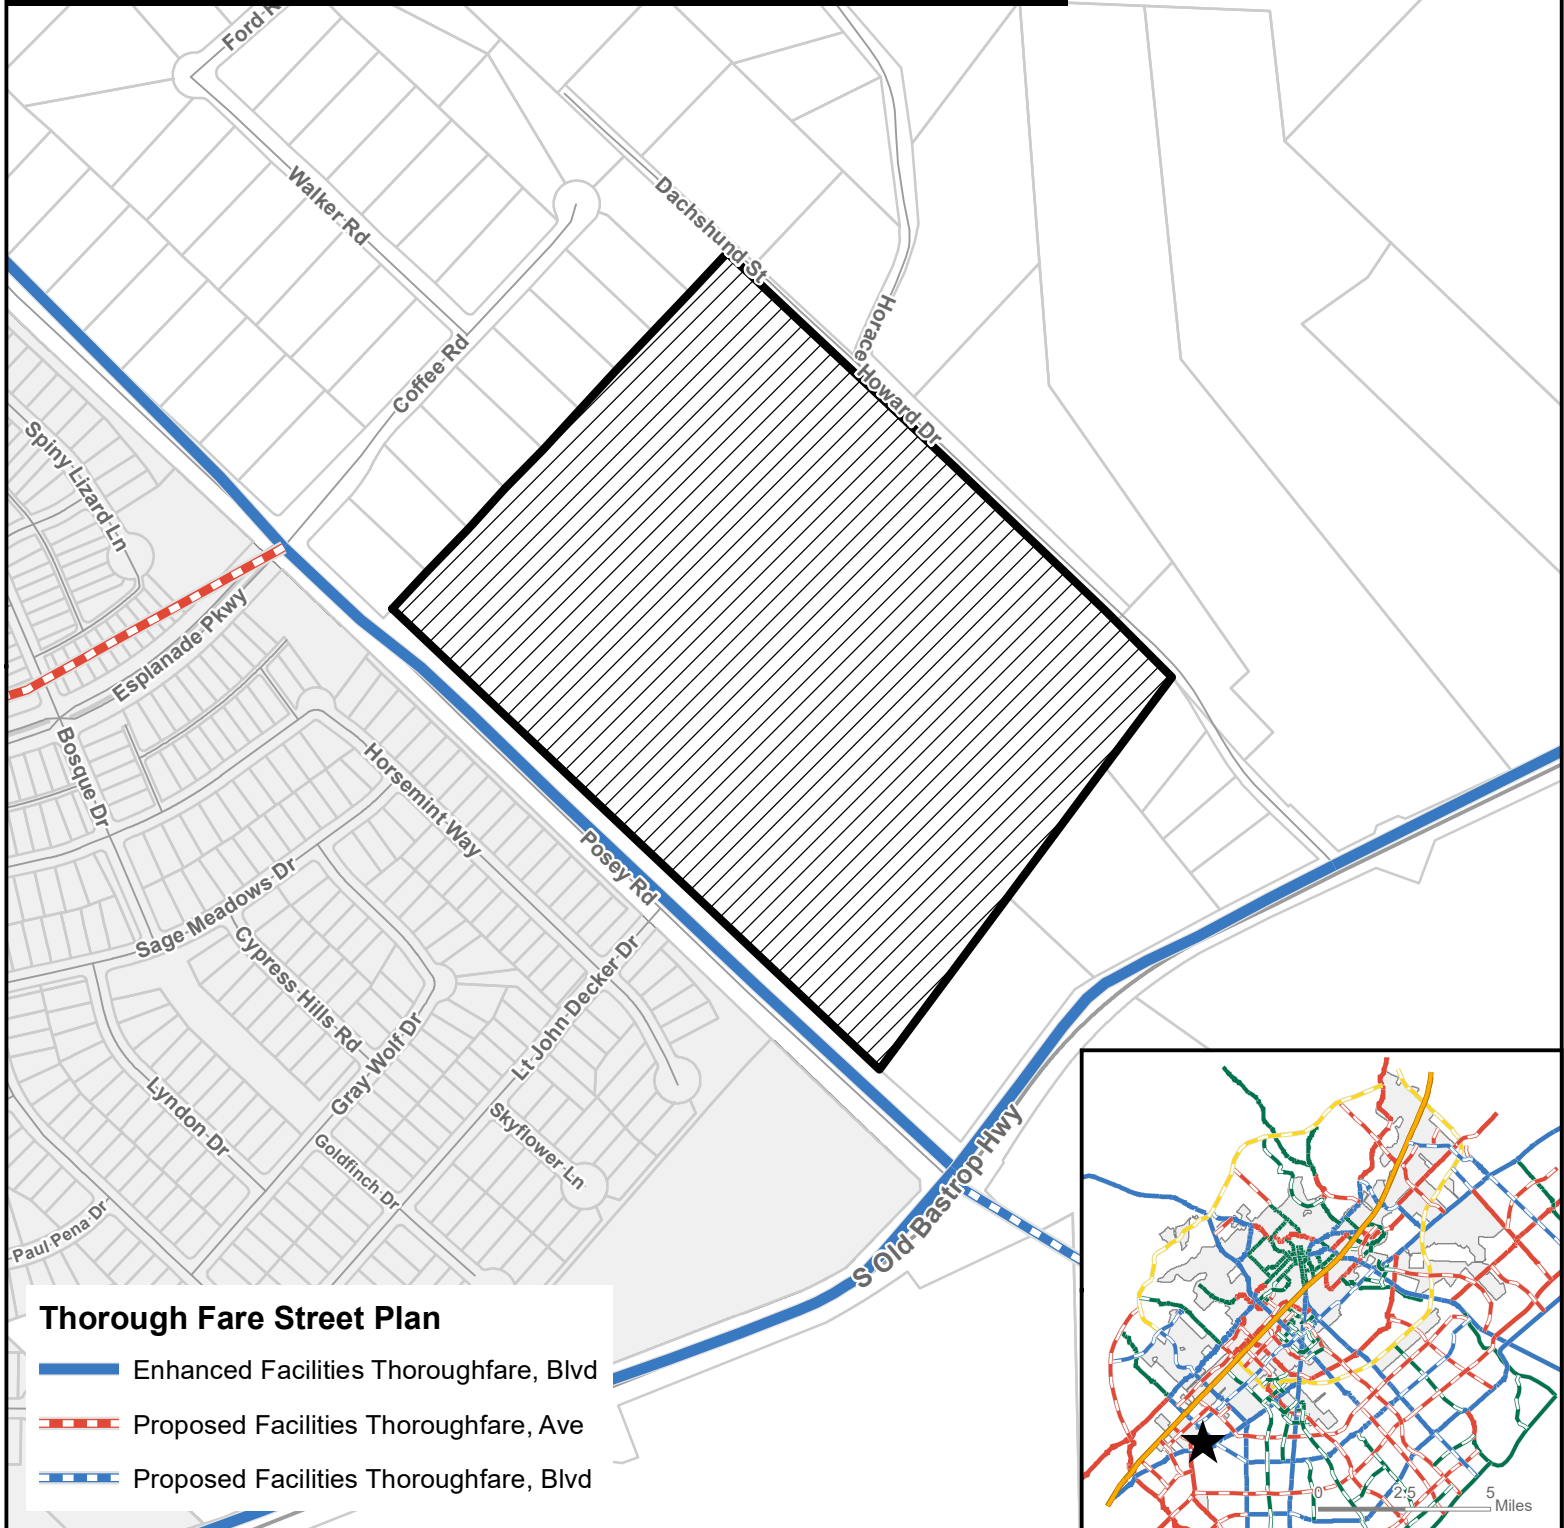 Ford R
Walker Rd
Dachshund St
Horace Howard Dr
Coffee Rd
Spiny Lizard Ln
Esplanade Pkwy
Bosque Dr
Horsemint Way
Posey Rd
Sage Meadows Dr
Cypress Hills Rd
Gray Wolf Dr
Lt John Decker Dr
Lyndon Dr
Goldfinch Dr
Skyflower Ln
Paul Pena Dr
S Old Bastrop Hwy
Thorough Fare Street Plan
Enhanced Facilities Thoroughfare, Blvd
Proposed Facilities Thoroughfare, Ave
Proposed Facilities Thoroughfare, Blvd
0 2.5 5
Miles